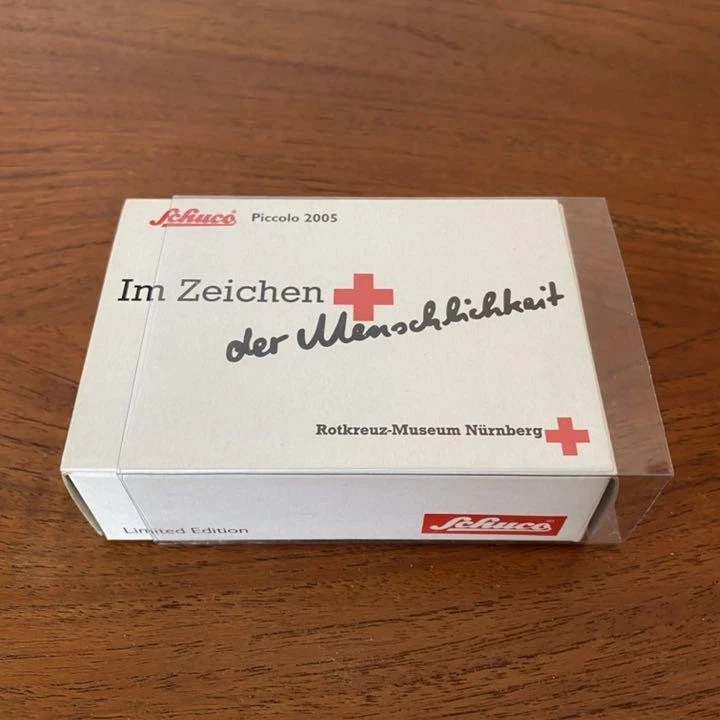 Schuco Piccolo 2005
Im Zeichen
der Menschlichkeit
Rotkreuz-Museum Nürnberg
Limited Edition
Schuco